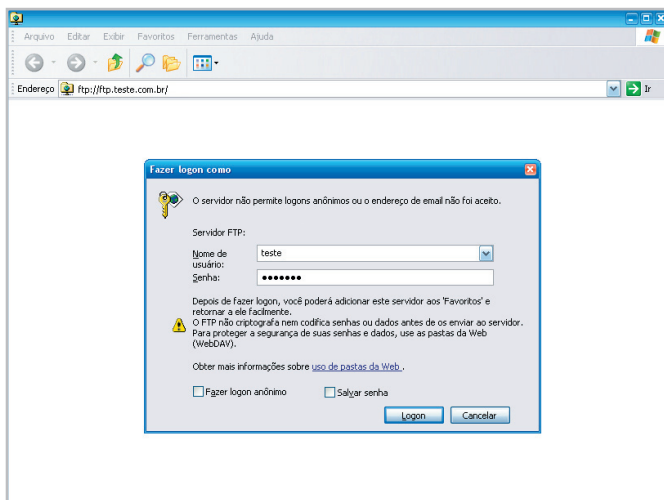 Arquivo Editar Exibir Favoritos Ferramentas Ajuda
Endereço ftp://ftp.teste.com.br/ Ir
Fazer logon como
O servidor não permite logons anônimos ou o endereço de email não foi aceito.
Servidor FTP:
Nome de usuário: teste
Senha: •••••••
Depois de fazer logon, você poderá adicionar este servidor aos 'Favoritos' e
retornar a ele facilmente.
O FTP não criptografa nem codifica senhas ou dados antes de os enviar ao servidor.
Para proteger a segurança de suas senhas e dados, use as pastas da Web
(WebDAV).
Obter mais informações sobre uso de pastas da Web .
Fazer logon anônimo Salvar senha
Logon Cancelar